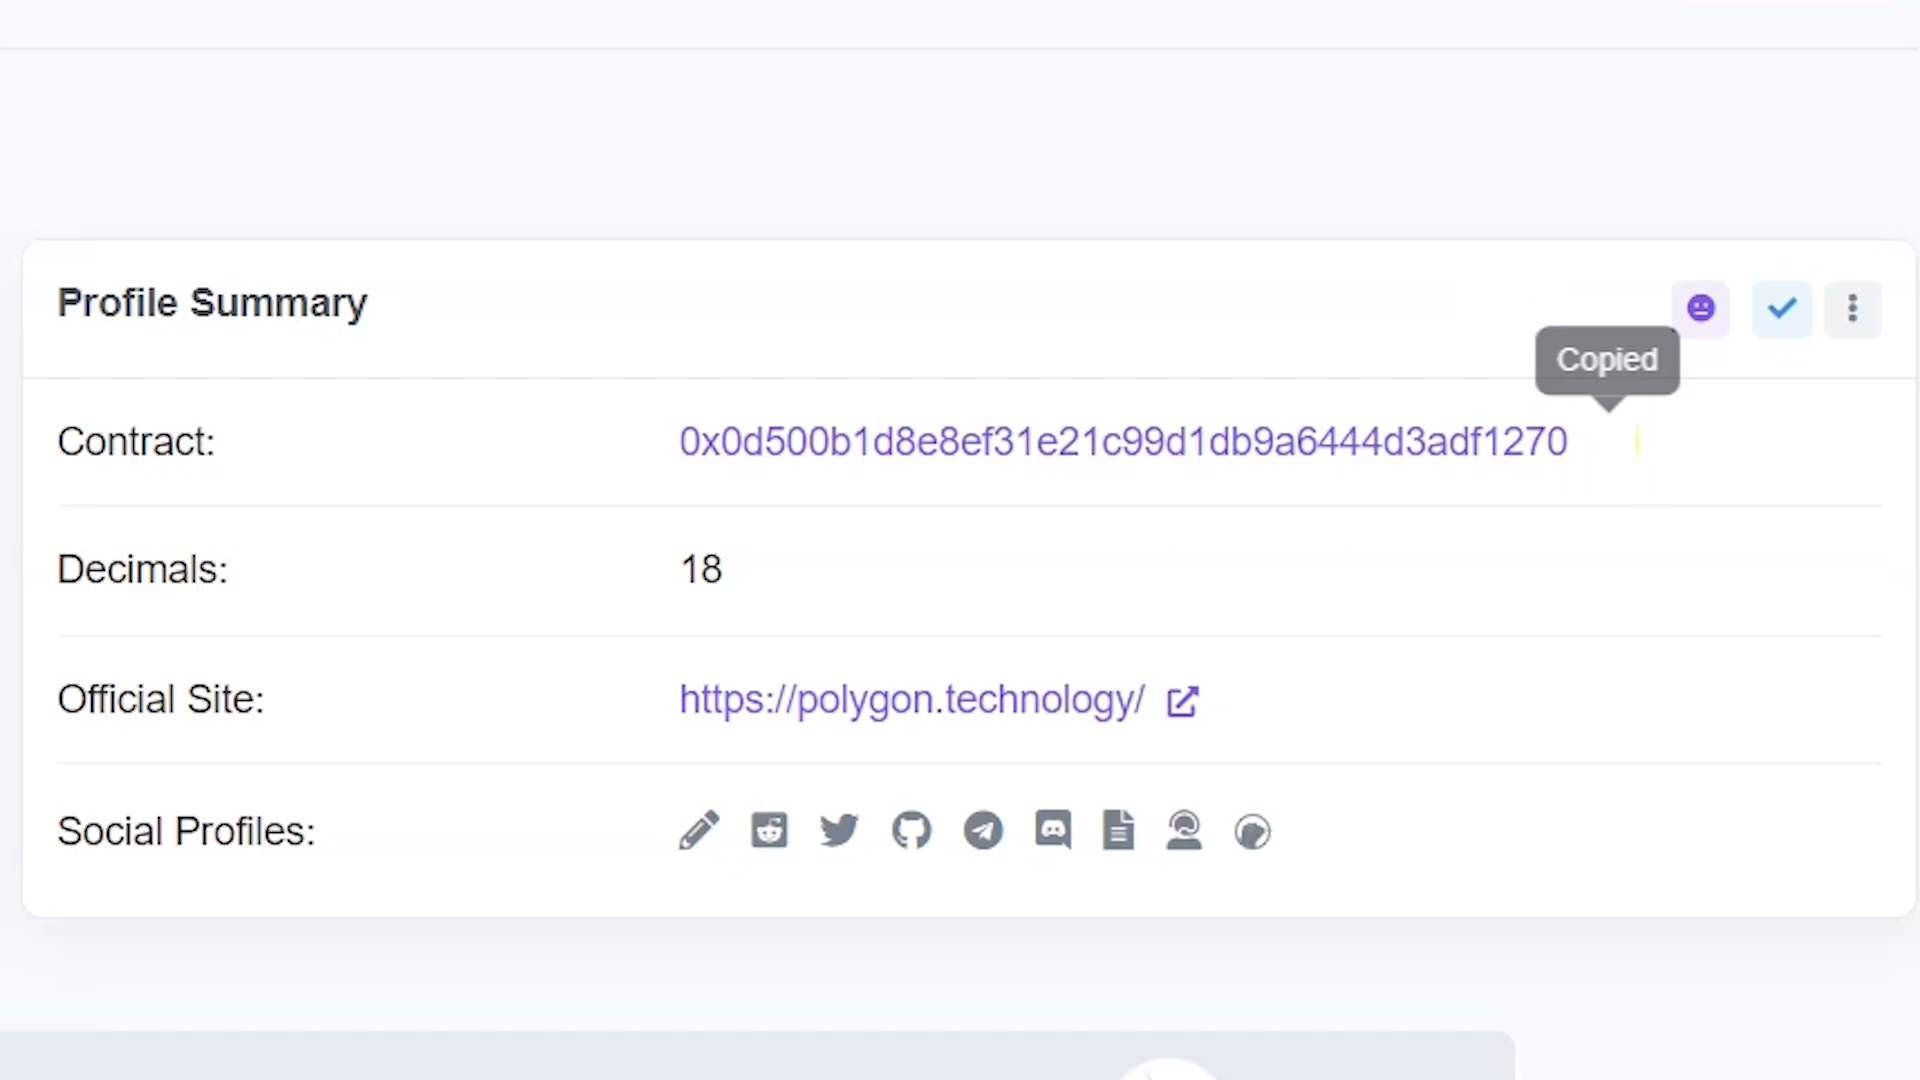 Profile Summary
Copied
Contract: 0x0d500b1d8e8ef31e21c99d1db9a6444d3adf1270
Decimals: 18
Official Site: https://polygon.technology/
Social Profiles: